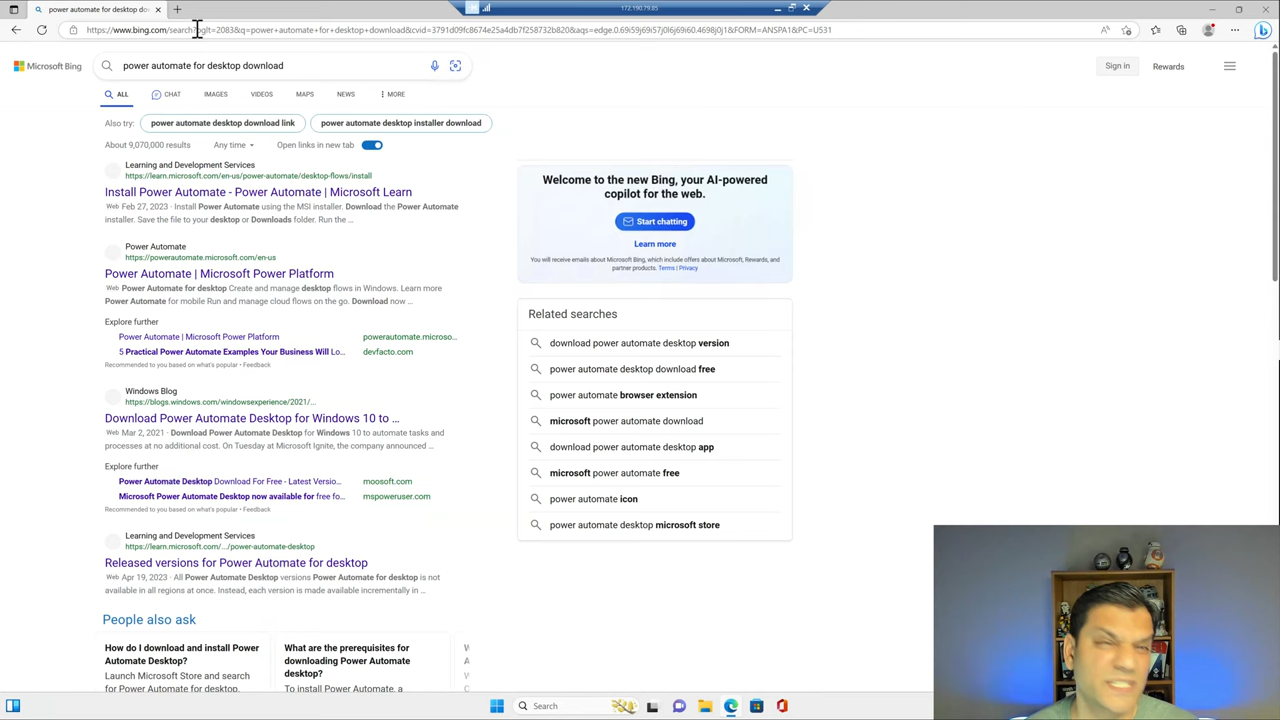 power automate for desktop do
172.190.79.85
https://www.bing.com/search?qglt=2083&q=power+automate+for+desktop+download&cvid=3791d09fc8674e25a4db7f258732b820&aqs=edge.0.69i59j69i57j0l6j69i60.4698j0j1&FORM=ANSPA1&PC=U531
Microsoft Bing
power automate for desktop download
Sign in
Rewards
ALL
CHAT
IMAGES
VIDEOS
MAPS
NEWS
MORE
Also try:
power automate desktop download link
power automate desktop installer download
About 9,070,000 results
Any time
Open links in new tab
Learning and Development Services
https://learn.microsoft.com/en-us/power-automate/desktop-flows/install
Install Power Automate - Power Automate | Microsoft Learn
Web Feb 27, 2023 · Install Power Automate using the MSI installer. Download the Power Automate
installer. Save the file to your desktop or Downloads folder. Run the ...
Power Automate
https://powerautomate.microsoft.com/en-us
Power Automate | Microsoft Power Platform
Web Power Automate for desktop Create and manage desktop flows in Windows. Learn more
Power Automate for mobile Run and manage cloud flows on the go. Download now ...
Explore further
Power Automate | Microsoft Power Platform
powerautomate.microso...
5 Practical Power Automate Examples Your Business Will Lo...
devfacto.com
Recommended to you based on what's popular • Feedback
Windows Blog
https://blogs.windows.com/windowsexperience/2021/...
Download Power Automate Desktop for Windows 10 to ...
Web Mar 2, 2021 · Download Power Automate Desktop for Windows 10 to automate tasks and
processes at no additional cost. On Tuesday at Microsoft Ignite, the company announced ...
Explore further
Power Automate Desktop Download For Free - Latest Versio...
moosoft.com
Microsoft Power Automate Desktop now available for free fo...
mspoweruser.com
Recommended to you based on what's popular • Feedback
Learning and Development Services
https://learn.microsoft.com/.../power-automate-desktop
Released versions for Power Automate for desktop
Web Apr 19, 2023 · All Power Automate Desktop versions Power Automate for desktop is not
available in all regions at once. Instead, each version is made available incrementally in ...
People also ask
How do I download and install Power
Automate Desktop?
Launch Microsoft Store and
search for Power Automate for
What are the prerequisites for
downloading Power Automate
desktop?
To install Power Automate, a
Welcome to the new Bing, your AI-powered
copilot for the web.
Start chatting
Learn more
You will receive emails about Microsoft Bing, which include offers about Microsoft, Rewards, and
partner products. Terms | Privacy
Related searches
download power automate desktop version
power automate desktop download free
power automate browser extension
microsoft power automate download
download power automate desktop app
microsoft power automate free
power automate icon
power automate desktop microsoft store
Search